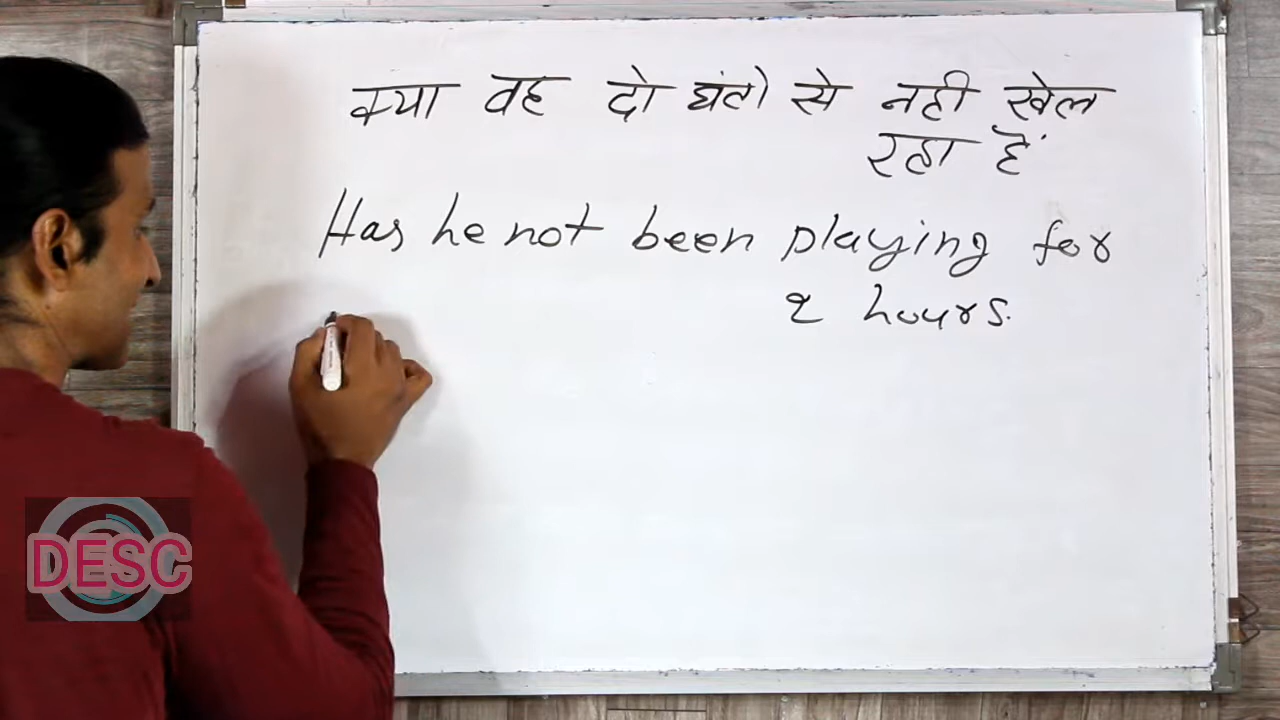 क्या वह दो घंटो से नही खेल
रहा हैं
Has he not been playing for
2 hours.
DESC